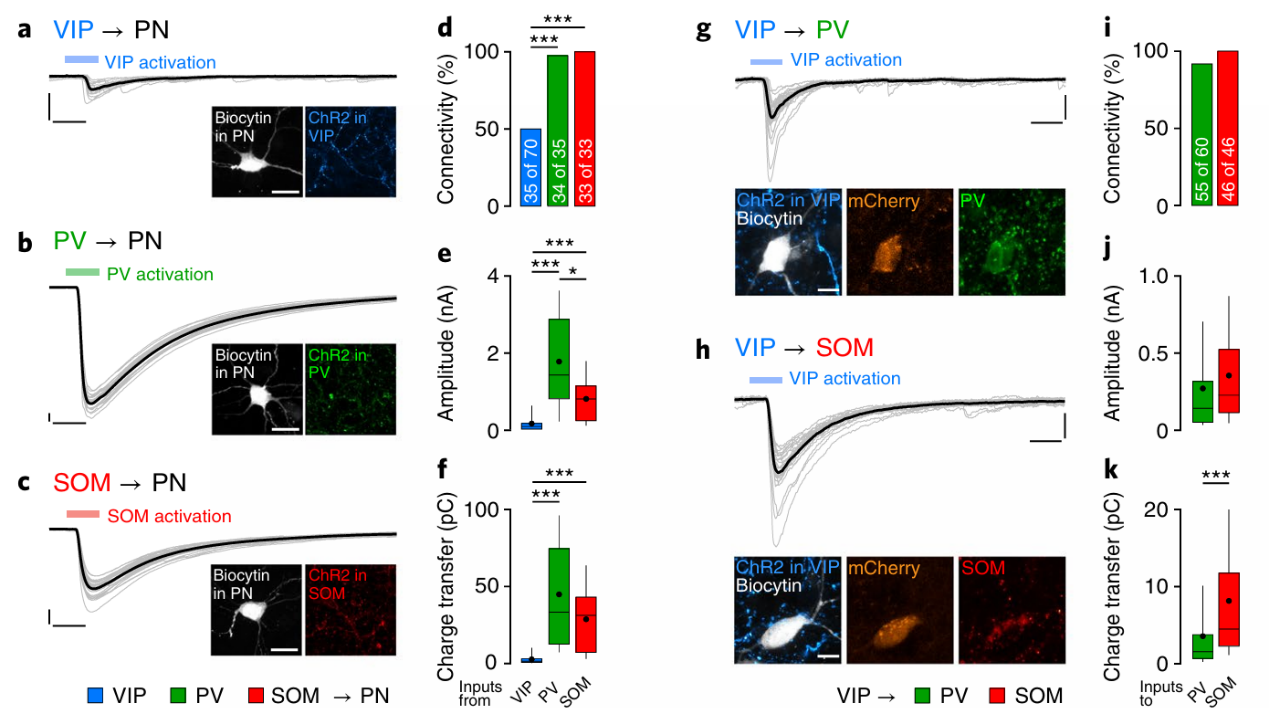 a VIP → PN
VIP activation
Biocytin
in PN
ChR2 in
VIP
b PV → PN
PV activation
Biocytin
in PN
ChR2 in
PV
c SOM → PN
SOM activation
Biocytin
in PN
ChR2 in
SOM
VIP PV SOM → PN
d
***
***
Connectivity (%)
100
50
0
35 of 70
34 of 35
33 of 33
e
***
***
*
Amplitude (nA)
4
2
0
f
***
***
Charge transfer (pC)
100
50
0
Inputs
from
VIP
PV
SOM
g VIP → PV
VIP activation
ChR2 in VIP
Biocytin
mCherry
PV
h VIP → SOM
VIP activation
ChR2 in VIP
Biocytin
mCherry
SOM
VIP → PV SOM
i
Connectivity (%)
100
50
0
55 of 60
46 of 46
j
Amplitude (nA)
1.0
0.5
0
k
***
Charge transfer (pC)
20
10
0
Inputs
to
PV
SOM